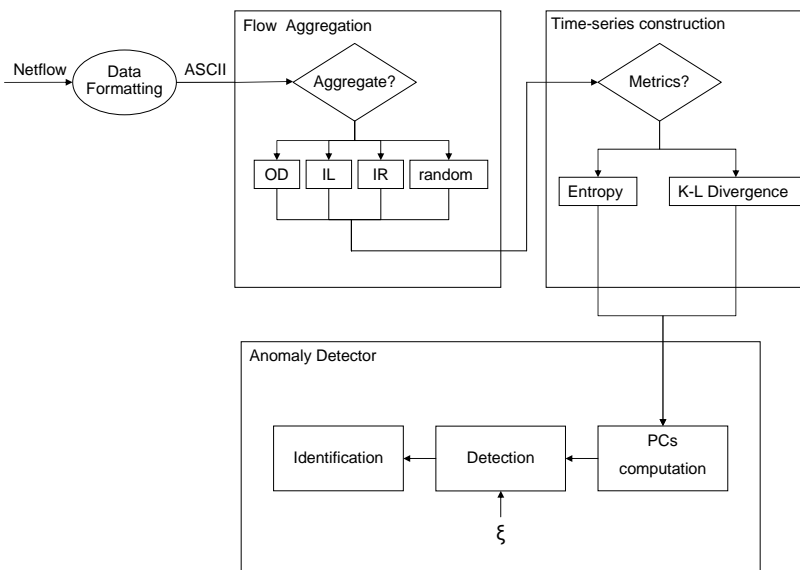 Flow Aggregation
Time-series construction
Netflow
Data
Formatting
ASCII
Aggregate?
Metrics?
OD
IL
IR
random
Entropy
K-L Divergence
Anomaly Detector
Identification
Detection
PCs
computation
ξ